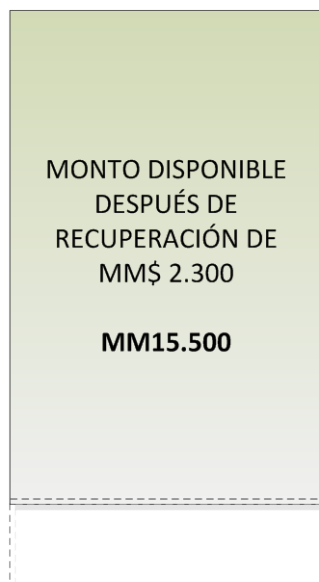 MONTO DISPONIBLE
DESPUÉS DE
RECUPERACIÓN DE
MM$ 2.300
MM15.500